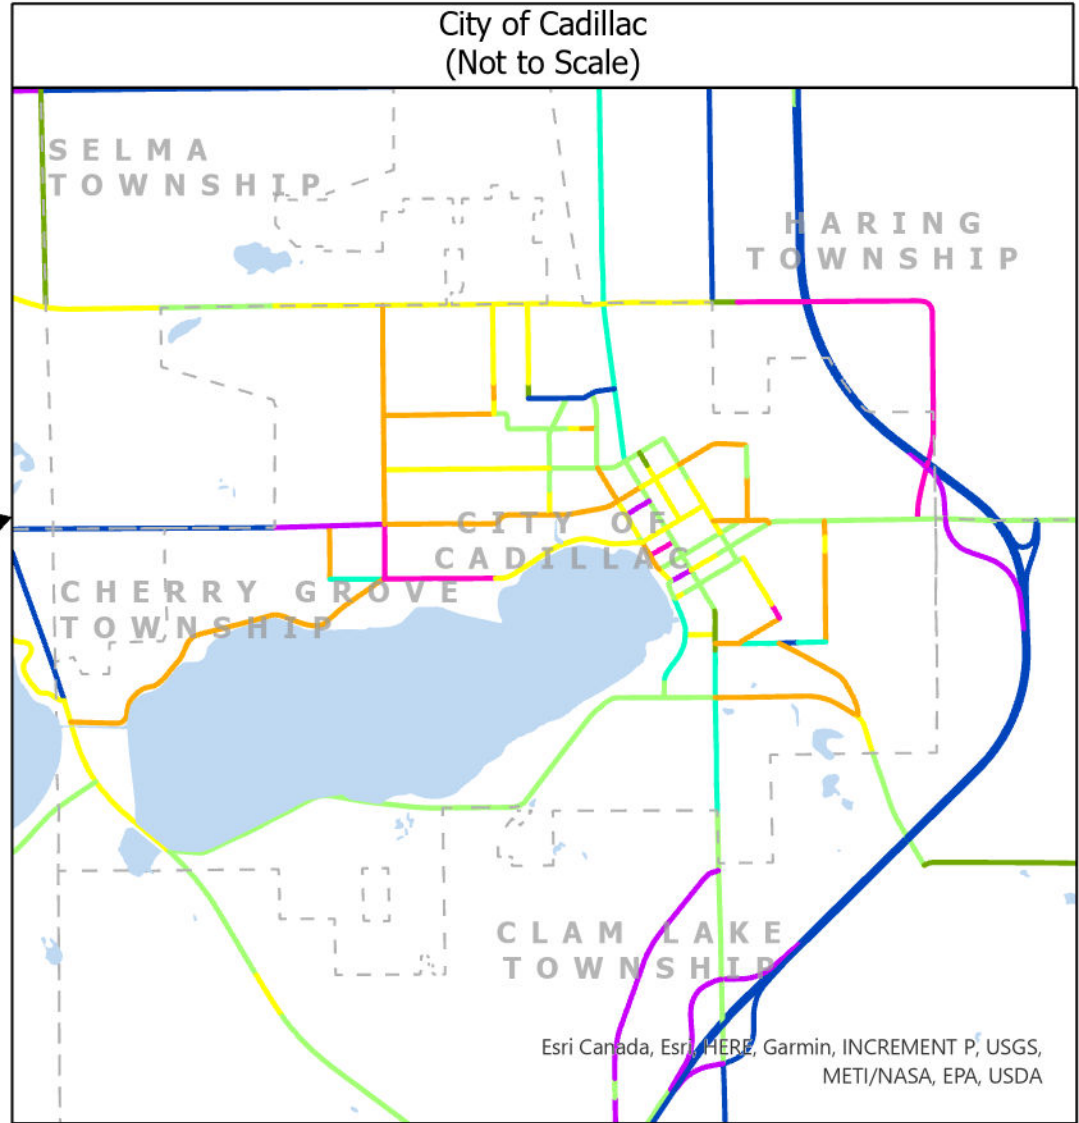 City of Cadillac
(Not to Scale)
SELMA
TOWNSHIP
HARING
TOWNSHIP
CITY OF
CADILLAC
CHERRY GROVE
TOWNSHIP
CLAM LAKE
TOWNSHIP
Esri Canada, Esri, HERE, Garmin, INCREMENT P, USGS,
METI/NASA, EPA, USDA